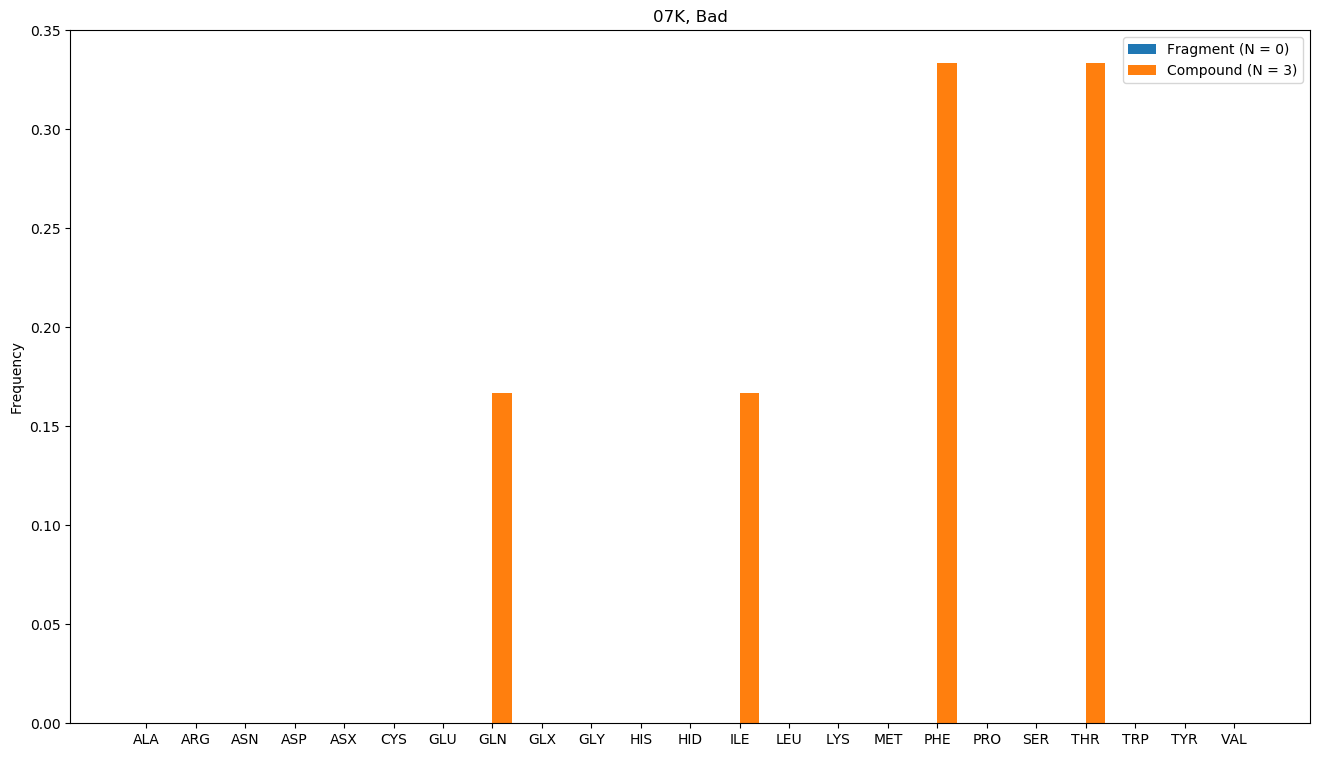 07K, Bad
Fragment (N = 0)
Compound (N = 3)
0.35
0.30
0.25
0.20
0.15
0.10
0.05
0.00
Frequency
ALA ARG ASN ASP ASX CYS GLU GLN GLX GLY HIS HID ILE LEU LYS MET PHE PRO SER THR TRP TYR VAL